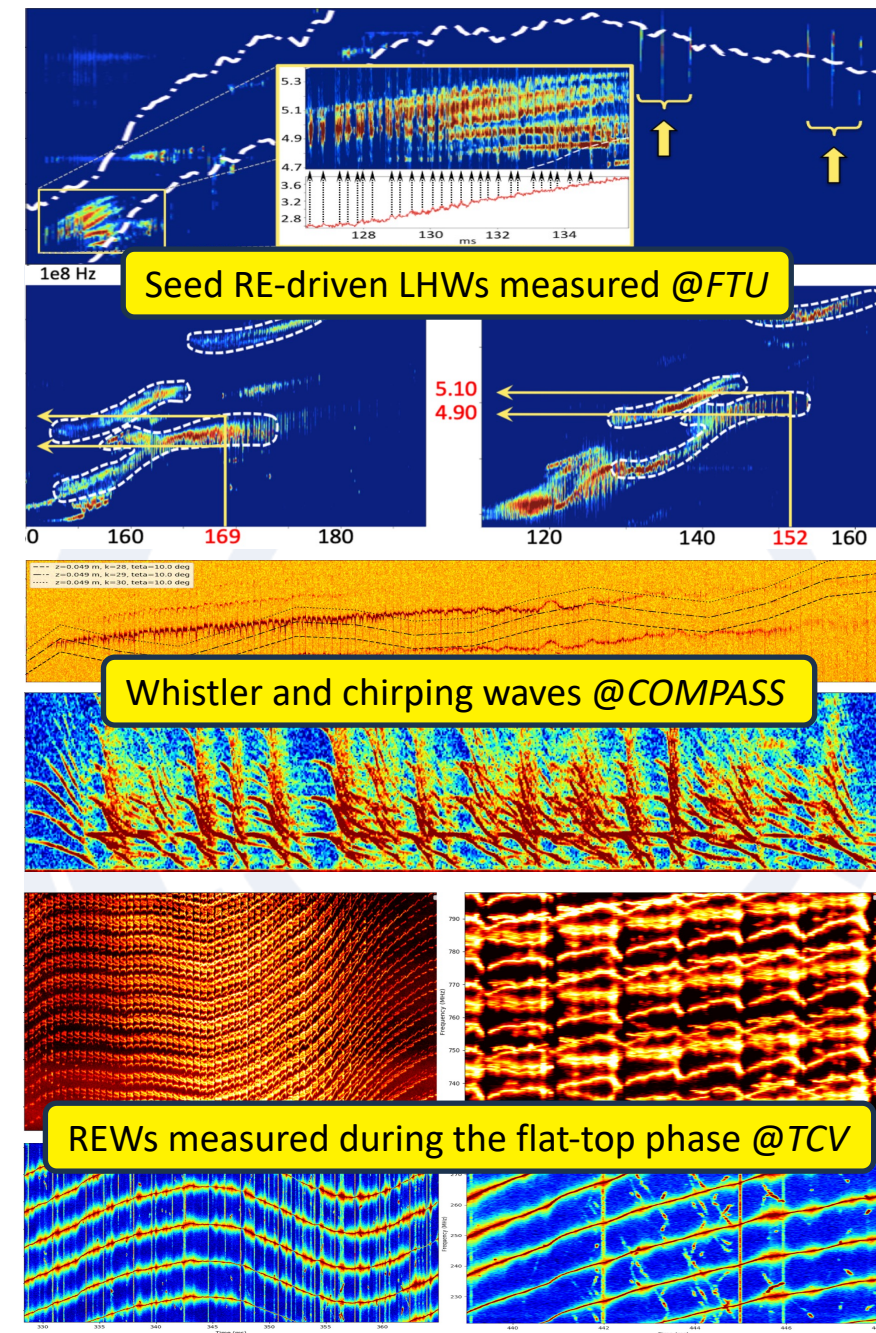 5.3
5.1
4.9
4.7
3.6
3.2
2.8
128 130 132 134
ms
1e8 Hz
Seed RE-driven LHWs measured @FTU
5.10
4.90
160 169 180
120 140 152 160
z=0.049 m, k=28, teta=10.0 deg
z=0.049 m, k=29, teta=10.0 deg
z=0.049 m, k=30, teta=10.0 deg
Whistler and chirping waves @COMPASS
790
780
770
760
750
740
Frequency (MHz)
REWs measured during the flat-top phase @TCV
260
250
240
230
Frequency (MHz)
330 335 340 345 350 355 360
440 442 444 446
Time (ms)